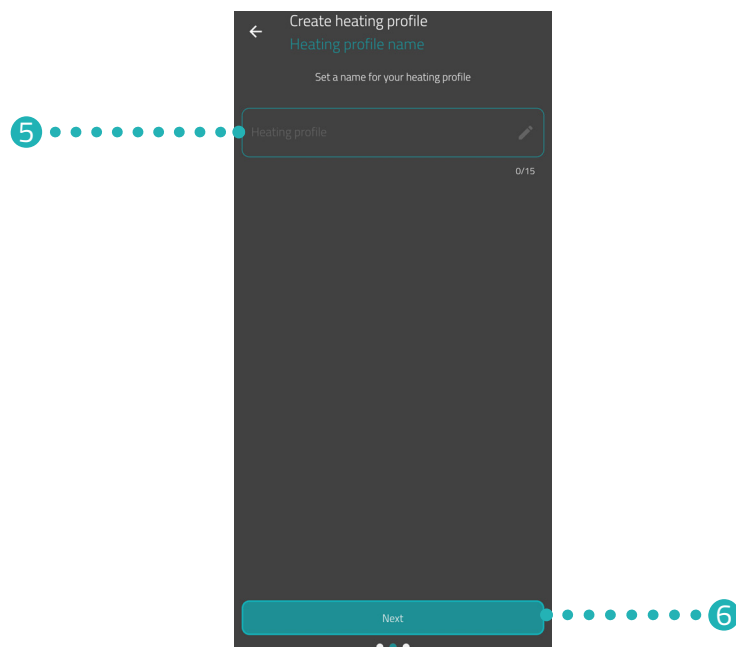 Create heating profile
Heating profile name
Set a name for your heating profile
5
Heating profile
0/15
Next
6